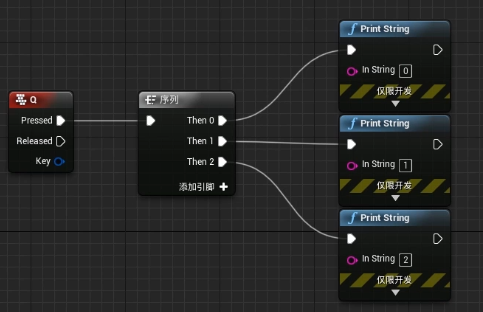 Print String
In String 0
仅限开发
Q
Pressed
Released
Key
序列
Then 0
Then 1
Then 2
添加引脚
Print String
In String 1
仅限开发
Print String
In String 2
仅限开发